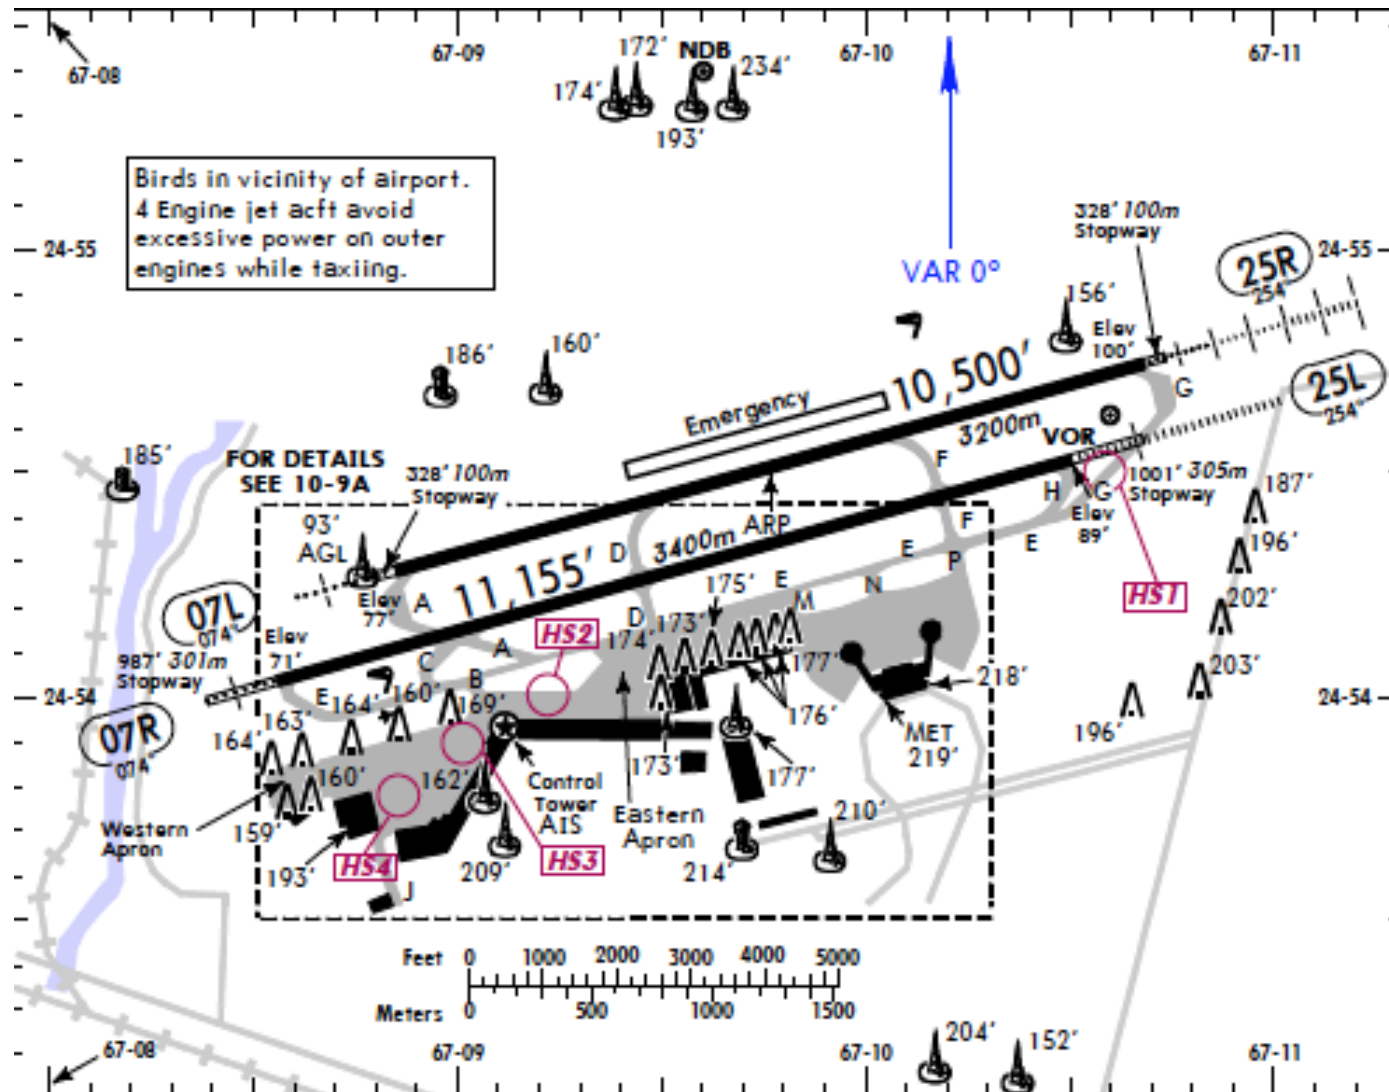 67-08
67-09
67-10
67-11
172'
NDB
234'
174'
193'
Birds in vicinity of airport.
4 Engine jet acft avoid
excessive power on outer
engines while taxiing.
24-55
VAR 0°
328' 100m
Stopway
25R
254°
24-55
156'
Elev
100'
186'
160'
10,500'
Emergency
3200m
G
25L
254°
185'
FOR DETAILS
SEE 10-9A
328' 100m
Stopway
VOR
F
H
G
1001' 305m
Stopway
187'
Elev
89'
93'
AGL
ARP
D
3400m
F
E
E
P
196'
11,155'
175'
E
M
N
HS1
07L
074°
Elev
77'
A
202'
Elev
71'
987' 301m
Stopway
HS2
D
174'
173'
A
C
B
177'
218'
203'
24-54
24-54
E
160'
169'
164'
163'
164'
07R
074°
176'
MET
219'
196'
160'
162'
173'
177'
Control
Tower
AIS
Eastern
Apron
210'
159'
Western
Apron
193'
HS4
209'
HS3
214'
J
Feet 0 1000 2000 3000 4000 5000
Meters 0 500 1000 1500
67-08
67-09
67-10
67-11
204'
152'